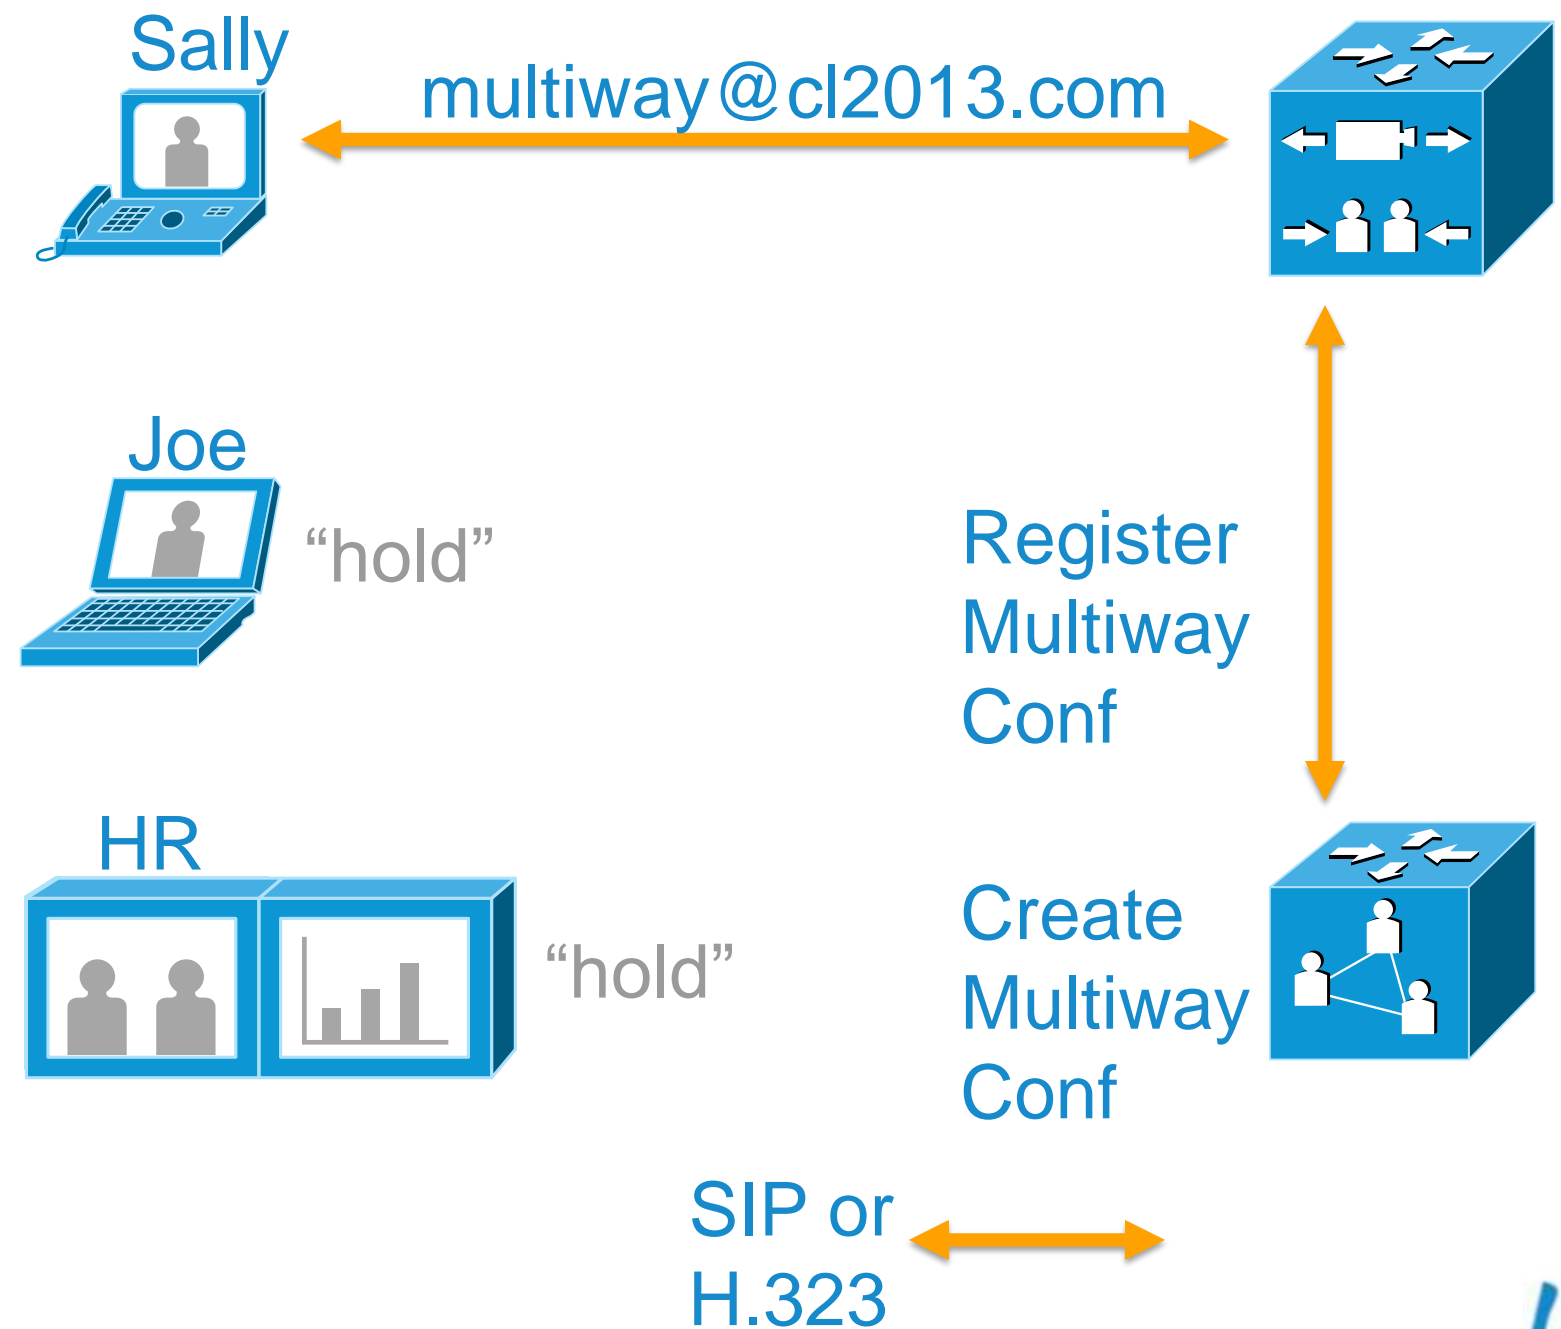 Sally
multiway@cl2013.com
Joe
“hold”
Register
Multiway
Conf
HR
“hold”
Create
Multiway
Conf
SIP or
H.323